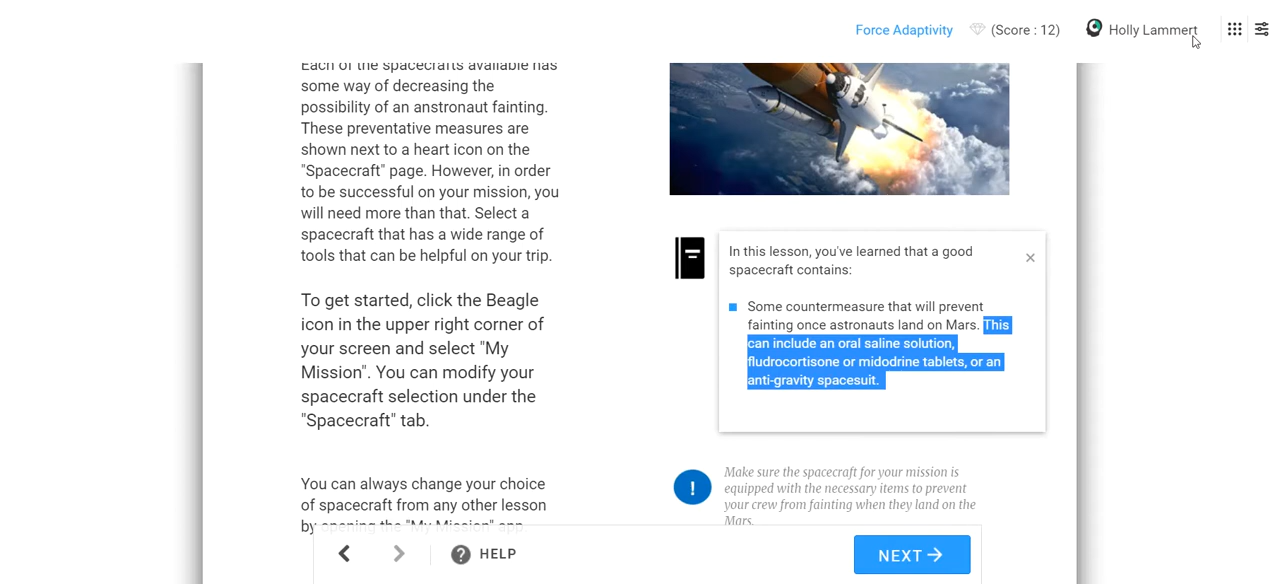 Force Adaptivity
(Score : 12)
Holly Lammert
Each of the spacecrafts available has
some way of decreasing the
possibility of an anstronaut fainting.
These preventative measures are
shown next to a heart icon on the
"Spacecraft" page. However, in order
to be successful on your mission, you
will need more than that. Select a
spacecraft that has a wide range of
tools that can be helpful on your trip.
To get started, click the Beagle
icon in the upper right corner of
your screen and select "My
Mission". You can modify your
spacecraft selection under the
"Spacecraft" tab.
You can always change your choice
of spacecraft from any other lesson
by opening the "My Mission" app.
In this lesson, you've learned that a good
spacecraft contains:
Some countermeasure that will prevent
fainting once astronauts land on Mars. This
can include an oral saline solution,
fludrocortisone or midodrine tablets, or an
anti-gravity spacesuit.
Make sure the spacecraft for your mission is
equipped with the necessary items to prevent
your crew from fainting when they land on the
Mars.
HELP
NEXT